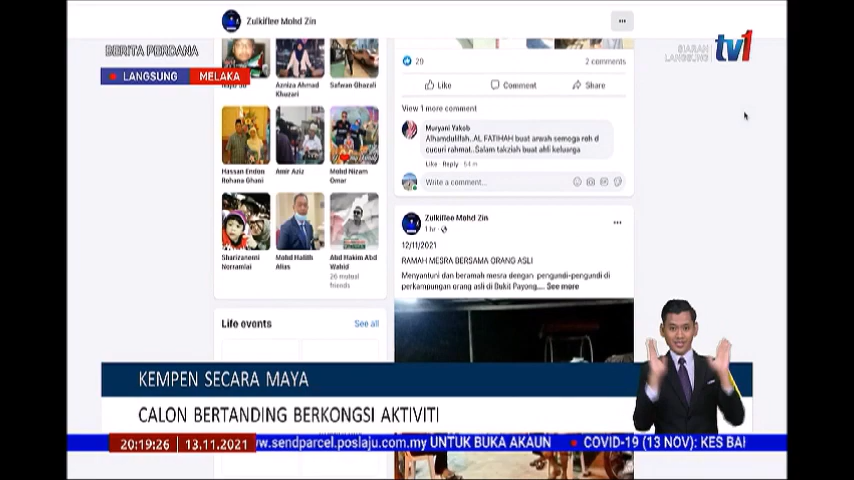 Zulkiflee Mohd Zin
...
BERITA PERDANA
SIARAN
LANGSUNG
tv1
LANGSUNG
MELAKA
Azniza Ahmad
Khuzari
Safwan Ghazali
Hassan Endon
Rohana Ghani
Amir Aziz
Mohd Nizam
Omar
Sharizanomi
Norramlai
Mohd Halith
Alias
Abd Hakim Abd
Wahid
26 mutual
friends
Life events
See all
29
2 comments
Like
Comment
Share
View 1 more comment
Muryani Yakob
Alhamdulillah..AL FATIHAH buat arwah semoga roh d
cucuri rahmat..Salam takziah buat ahli keluarga
Like Reply 54 m
Write a comment...
Zulkiflee Mohd Zin
...
1 hr
12/11/2021
RAMAH MESRA BERSAMA ORANG ASLI
Menyantuni dan beramah mesra dengan pengundi-pengundi di
perkampungan orang asli di Bukit Payong,... See more
KEMPEN SECARA MAYA
CALON BERTANDING BERKONGSI AKTIVITI
20:19:26 13.11.2021 www.sendparcel.poslaju.com.my UNTUK BUKA AKAUN • COVID-19 (13 NOV): KES